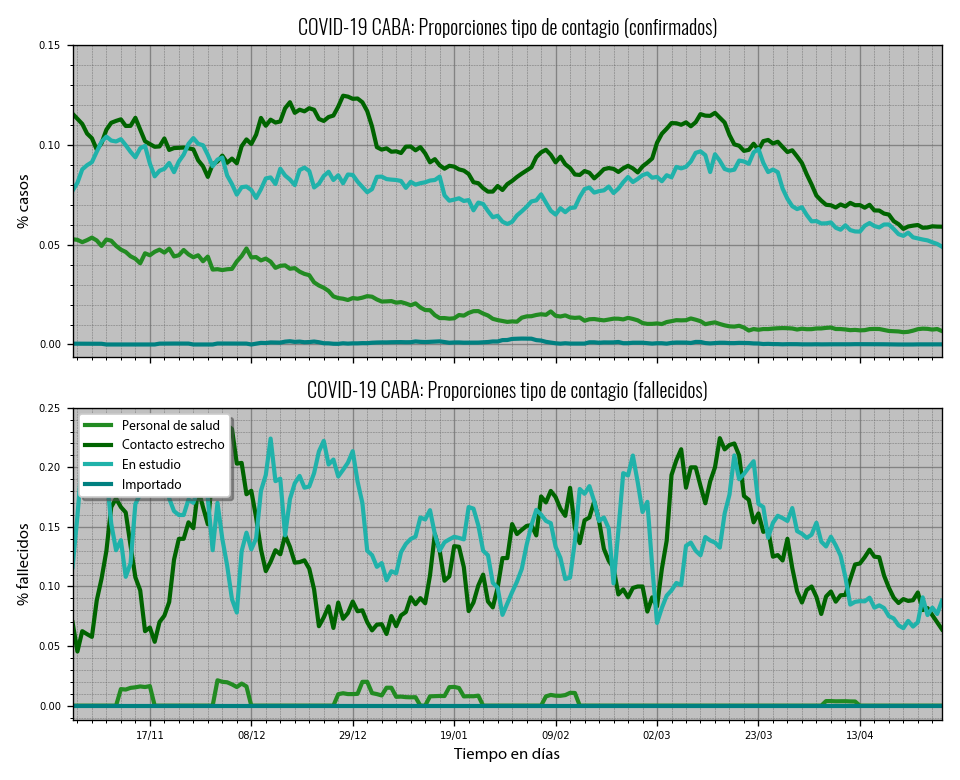 COVID-19 CABA: Proporciones tipo de contagio (confirmados)
0.15
0.10
0.05
0.00
% casos
COVID-19 CABA: Proporciones tipo de contagio (fallecidos)
0.25
0.20
0.15
0.10
0.05
0.00
% fallecidos
Personal de salud
Contacto estrecho
En estudio
Importado
17/11 08/12 29/12 19/01 09/02 02/03 23/03 13/04
Tiempo en días